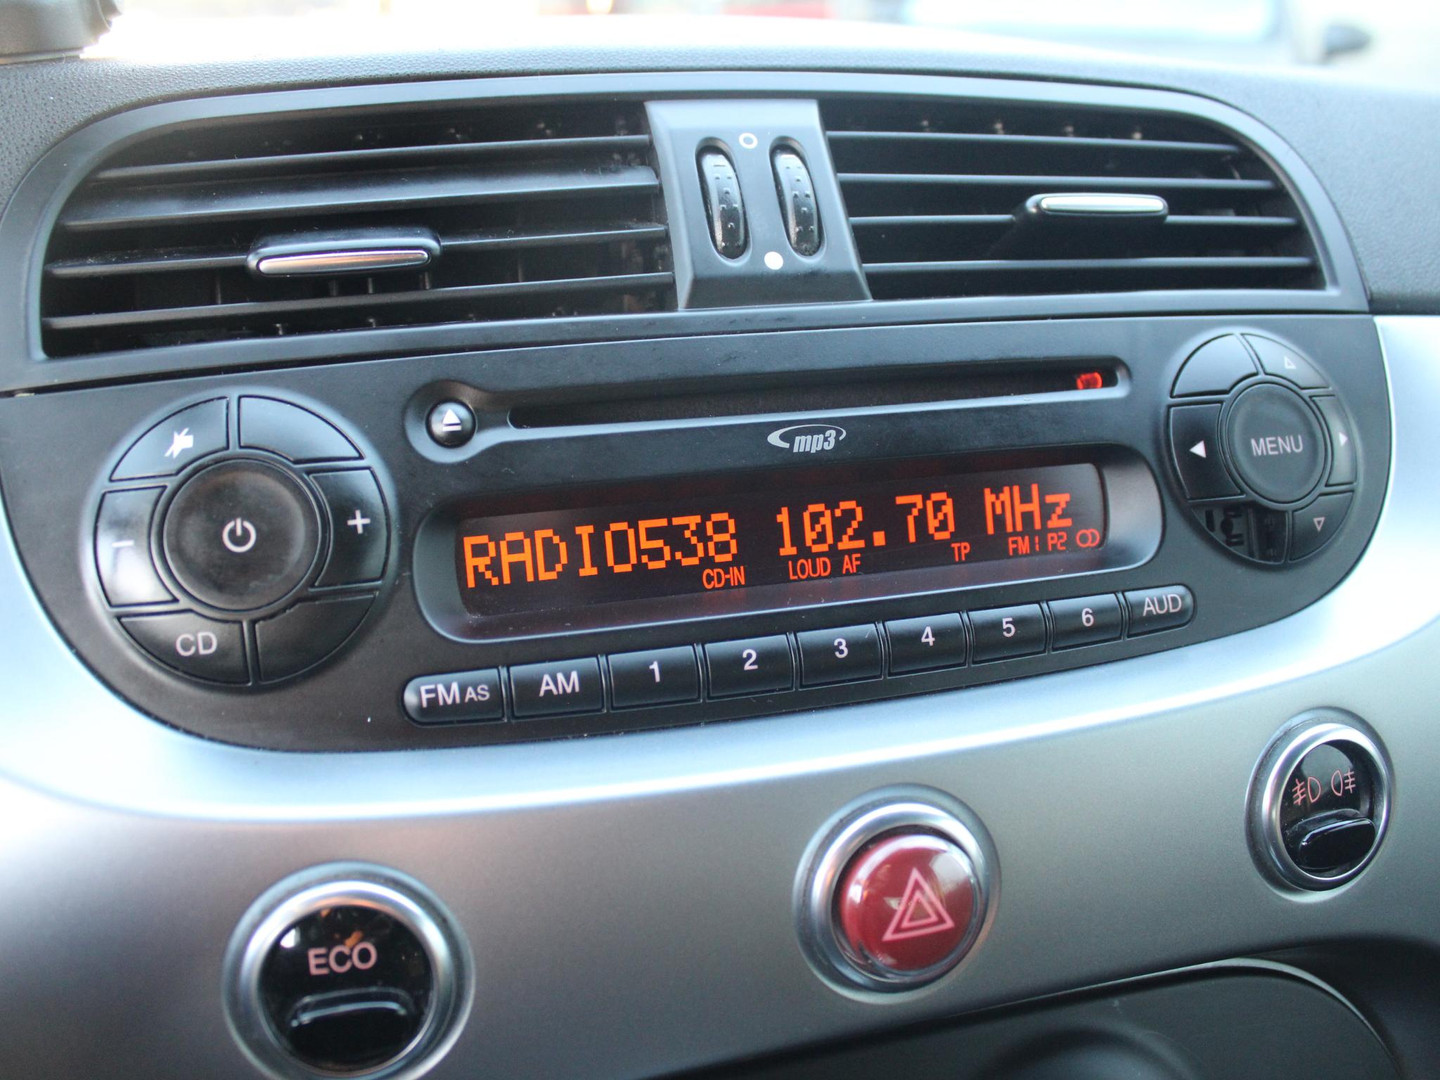 mp3
MENU
RADIO538 102.70 MHz
CD-IN LOUD AF TP FM1 P2
CD
FM AS AM 1 2 3 4 5 6 AUD
ECO